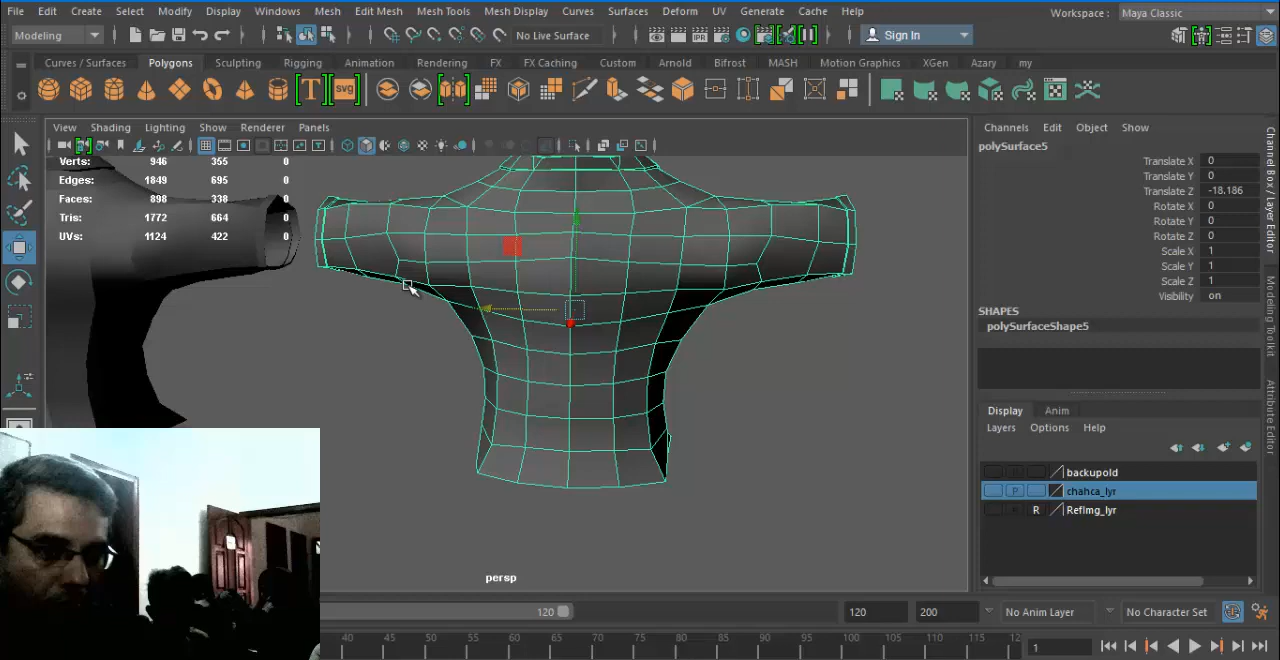 File Edit Create Select Modify Display Windows Mesh Edit Mesh Mesh Tools Mesh Display Curves Surfaces Deform UV Generate Cache Help
Workspace : Maya Classic
Modeling No Live Surface Sign In
Curves / Surfaces Polygons Sculpting Rigging Animation Rendering FX FX Caching Custom Arnold Bifrost MASH Motion Graphics XGen Azary my
T svg IPR
View Shading Lighting Show Renderer Panels
Verts: 946 355 0
Edges: 1849 695 0
Faces: 898 338 0
Tris: 1772 664 0
UVs: 1124 422 0
persp
Channels Edit Object Show
polySurface5
Translate X 0
Translate Y 0
Translate Z -18.186
Rotate X 0
Rotate Y 0
Rotate Z 0
Scale X 1
Scale Y 1
Scale Z 1
Visibility on
SHAPES
polySurfaceShape5
Display Anim
Layers Options Help
backupold
P chahca_lyr
R RefImg_lyr
Channel Box / Layer Editor
Modeling Toolkit
Attribute Editor
120 120 200 No Anim Layer No Character Set
40 45 50 55 60 65 70 75 80 85 90 95 100 105 110 115 12
1